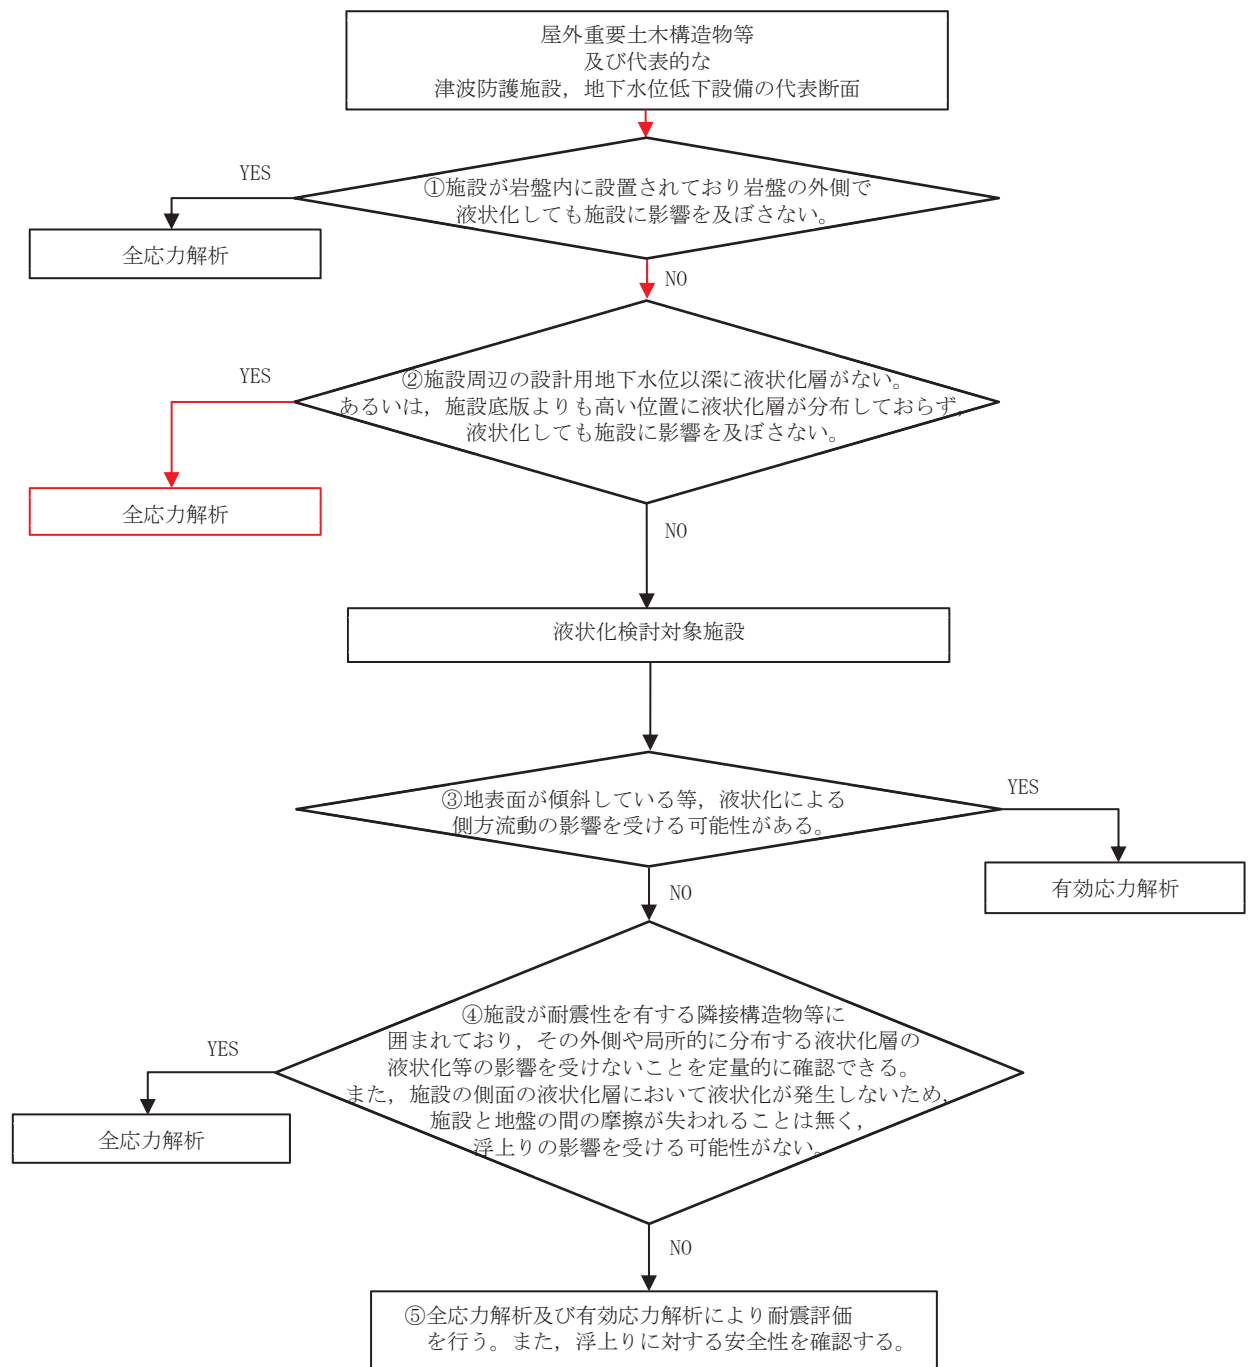 屋外重要土木構造物等
及び代表的な
津波防護施設，地下水位低下設備の代表断面
YES
①施設が岩盤内に設置されており岩盤の外側で
液状化しても施設に影響を及ぼさない。
全応力解析
NO
YES
②施設周辺の設計用地下水位以深に液状化層がない。
あるいは，施設底版よりも高い位置に液状化層が分布しておらず，
液状化しても施設に影響を及ぼさない。
全応力解析
NO
液状化検討対象施設
③地表面が傾斜している等，液状化による
側方流動の影響を受ける可能性がある。
YES
有効応力解析
NO
④施設が耐震性を有する隣接構造物等に
囲まれており，その外側や局所的に分布する液状化層の
液状化等の影響を受けないことを定量的に確認できる。
また，施設の側面の液状化層において液状化が発生しないため，
施設と地盤の間の摩擦が失われることは無く，
浮上りの影響を受ける可能性がない。
YES
全応力解析
NO
⑤全応力解析及び有効応力解析により耐震評価
を行う。また，浮上りに対する安全性を確認する。